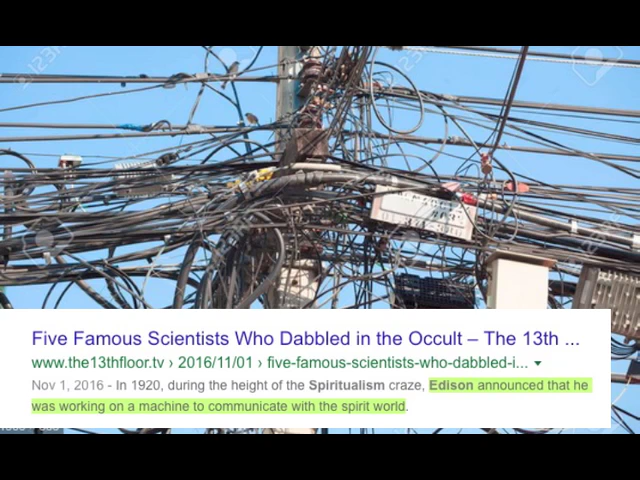 Five Famous Scientists Who Dabbled in the Occult – The 13th ...
www.the13thfloor.tv › 2016/11/01 › five-famous-scientists-who-dabbled-i...
Nov 1, 2016 - In 1920, during the height of the Spiritualism craze, Edison announced that he
was working on a machine to communicate with the spirit world.